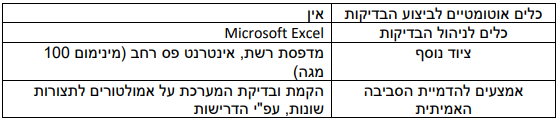 כלים אוטומטיים לביצוע הבדיקות אין
כלים לניהול הבדיקות Microsoft Excel
ציוד נוסף מדפסת רשת, אינטרנט פס רחב (מינימום 100
מגה)
אמצעים להדמיית הסביבה הקמת ובדיקת המערכת על אמולטורים לתצורות
האמיתית שונות, עפ"י הדרישות